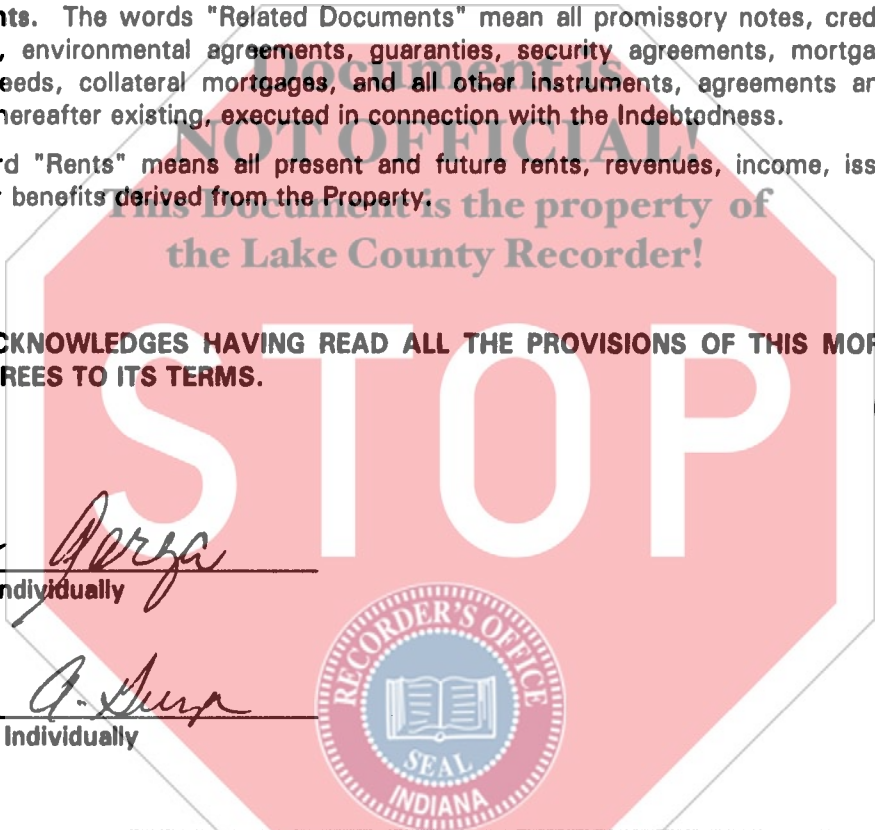 nts. The words "Related Documents" mean all promissory notes, cred
, environmental agreements, guaranties, security agreements, mortga
eeds, collateral mortgages, and all other instruments, agreements an
hereafter existing, executed in connection with the Indebtedness.
Document is
NOT OFFICIAL!
rd "Rents" means all present and future rents, revenues, income, iss
r benefits derived from the Property.
This Document is the property of
the Lake County Recorder!
CKNOWLEDGES HAVING READ ALL THE PROVISIONS OF THIS MOR
REES TO ITS TERMS.
STOP
Garza
ndividually
Individually
RECORDER'S OFFICE
SEAL
INDIANA